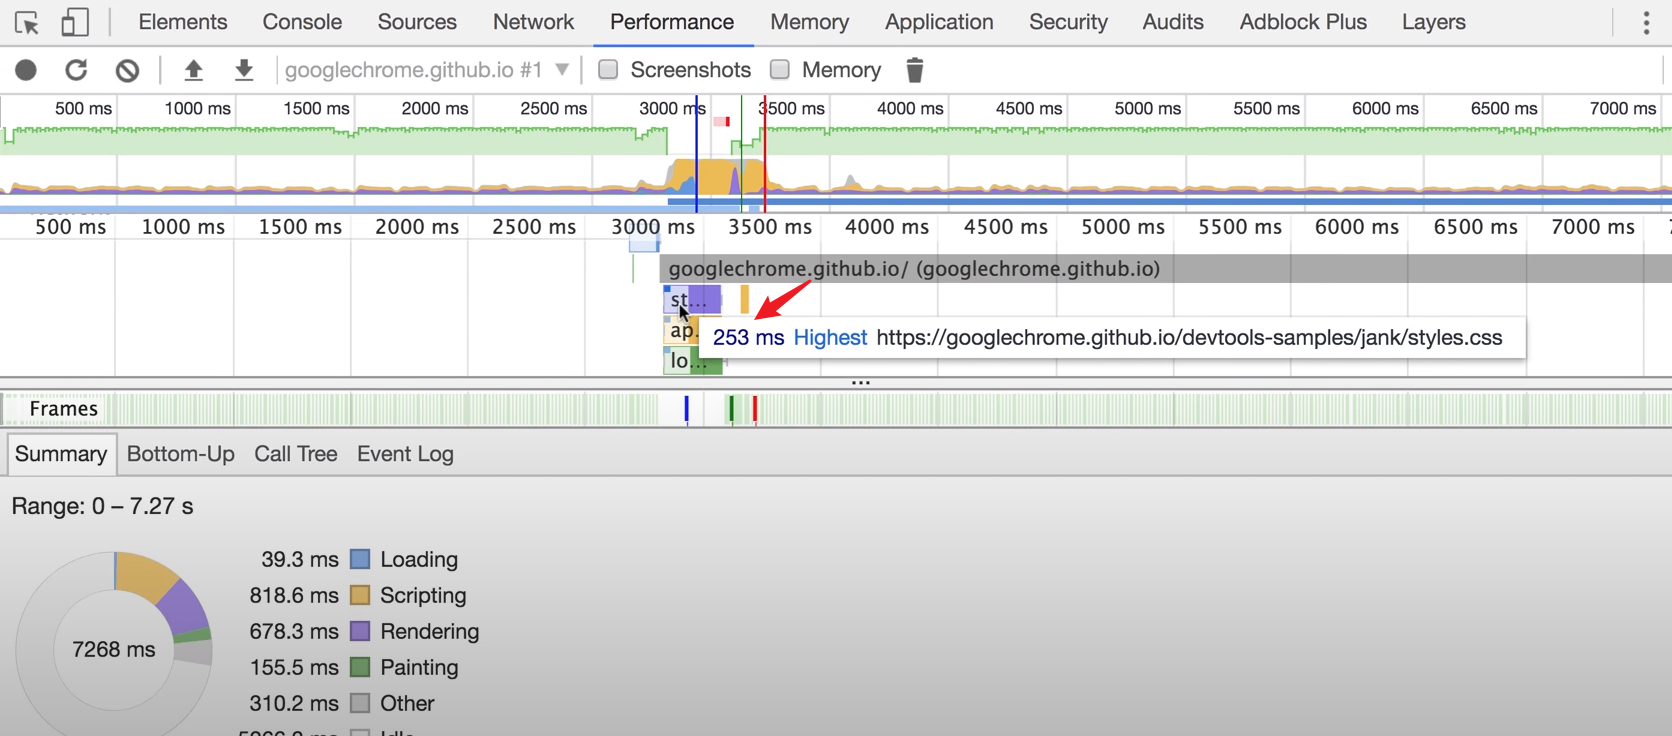 Elements Console Sources Network Performance Memory Application Security Audits Adblock Plus Layers
googlechrome.github.io #1 Screenshots Memory
500 ms 1000 ms 1500 ms 2000 ms 2500 ms 3000 ms 3500 ms 4000 ms 4500 ms 5000 ms 5500 ms 6000 ms 6500 ms 7000 ms
500 ms 1000 ms 1500 ms 2000 ms 2500 ms 3000 ms 3500 ms 4000 ms 4500 ms 5000 ms 5500 ms 6000 ms 6500 ms 7000 ms
googlechrome.github.io/ (googlechrome.github.io)
st...
ap.
253 ms Highest https://googlechrome.github.io/devtools-samples/jank/styles.css
lo...
Frames
Summary Bottom-Up Call Tree Event Log
Range: 0 – 7.27 s
39.3 ms Loading
818.6 ms Scripting
678.3 ms Rendering
7268 ms
155.5 ms Painting
310.2 ms Other